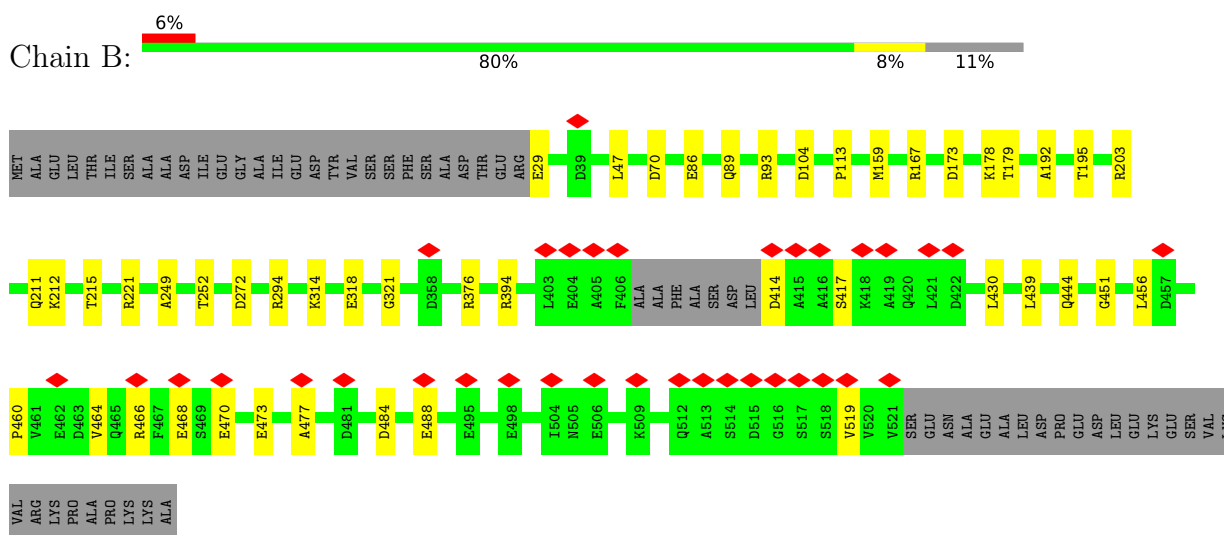 6%
Chain B:
80% 8% 11%
MET ALA GLU LEU THR ILE SER ALA ALA ASP ILE GLU GLY ALA ILE GLU ASP TYR VAL SER SER PHE SER ALA ASP THR GLU ARG E29 D39 L47 D70 E86 Q89 R93 D104 P113 M159 R167 D173 K178 T179 A192 T195 R203
Q211 K212 T215 R221 A249 T252 D272 R294 K314 E318 G321 D358 R376 R394 L403 E404 A405 F406 ALA ALA PHE ALA SER ASP LEU D414 A415 A416 S417 K418 A419 Q420 L421 D422 L430 L439 Q444 G451 L456 D457
P460 V461 E462 D463 V464 Q465 R466 F467 E468 S469 E470 E473 A477 D481 D484 E488 E495 E498 I504 N505 E506 K509 Q512 A513 S514 D515 G516 S517 S518 V519 V520 V521 SER GLU ASN ALA GLU ALA LEU ASP PRO GLU ASP LEU GLU LYS GLU SER VAL
VAL ARG LYS PRO ALA PRO LYS LYS ALA